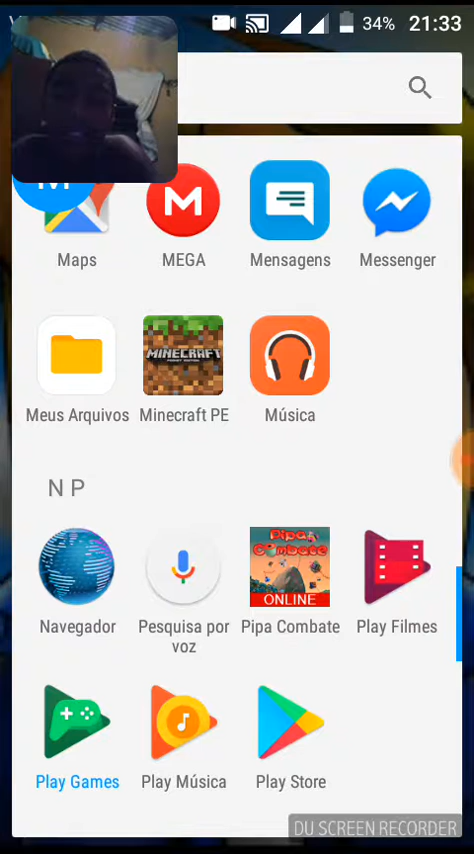 34% 21:33
M
Maps MEGA Mensagens Messenger
MINECRAFT
Meus Arquivos Minecraft PE Música
N P
Pipa
Combate
ONLINE
Navegador Pesquisa por voz Pipa Combate Play Filmes
Play Games Play Música Play Store
DU SCREEN RECORDER